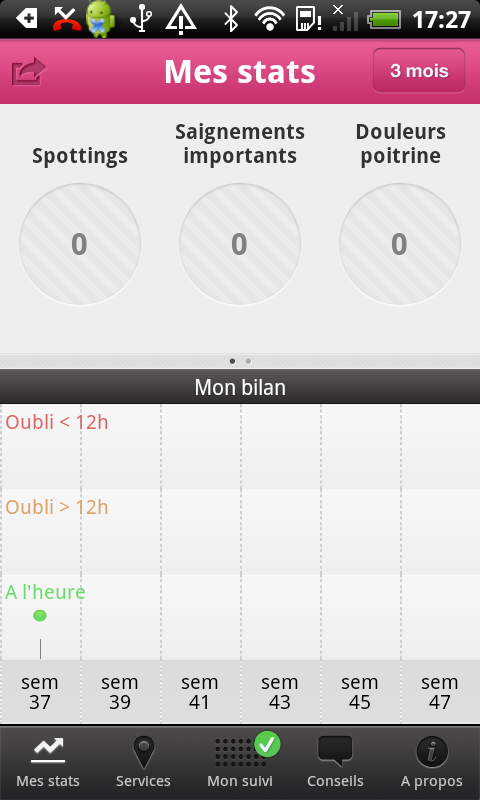 17:27
Mes stats
3 mois
Spottings
Saignements
importants
Douleurs
poitrine
0
0
0
Mon bilan
Oubli < 12h
Oubli > 12h
A l'heure
sem
37
sem
39
sem
41
sem
43
sem
45
sem
47
Mes stats
Services
Mon suivi
Conseils
A propos